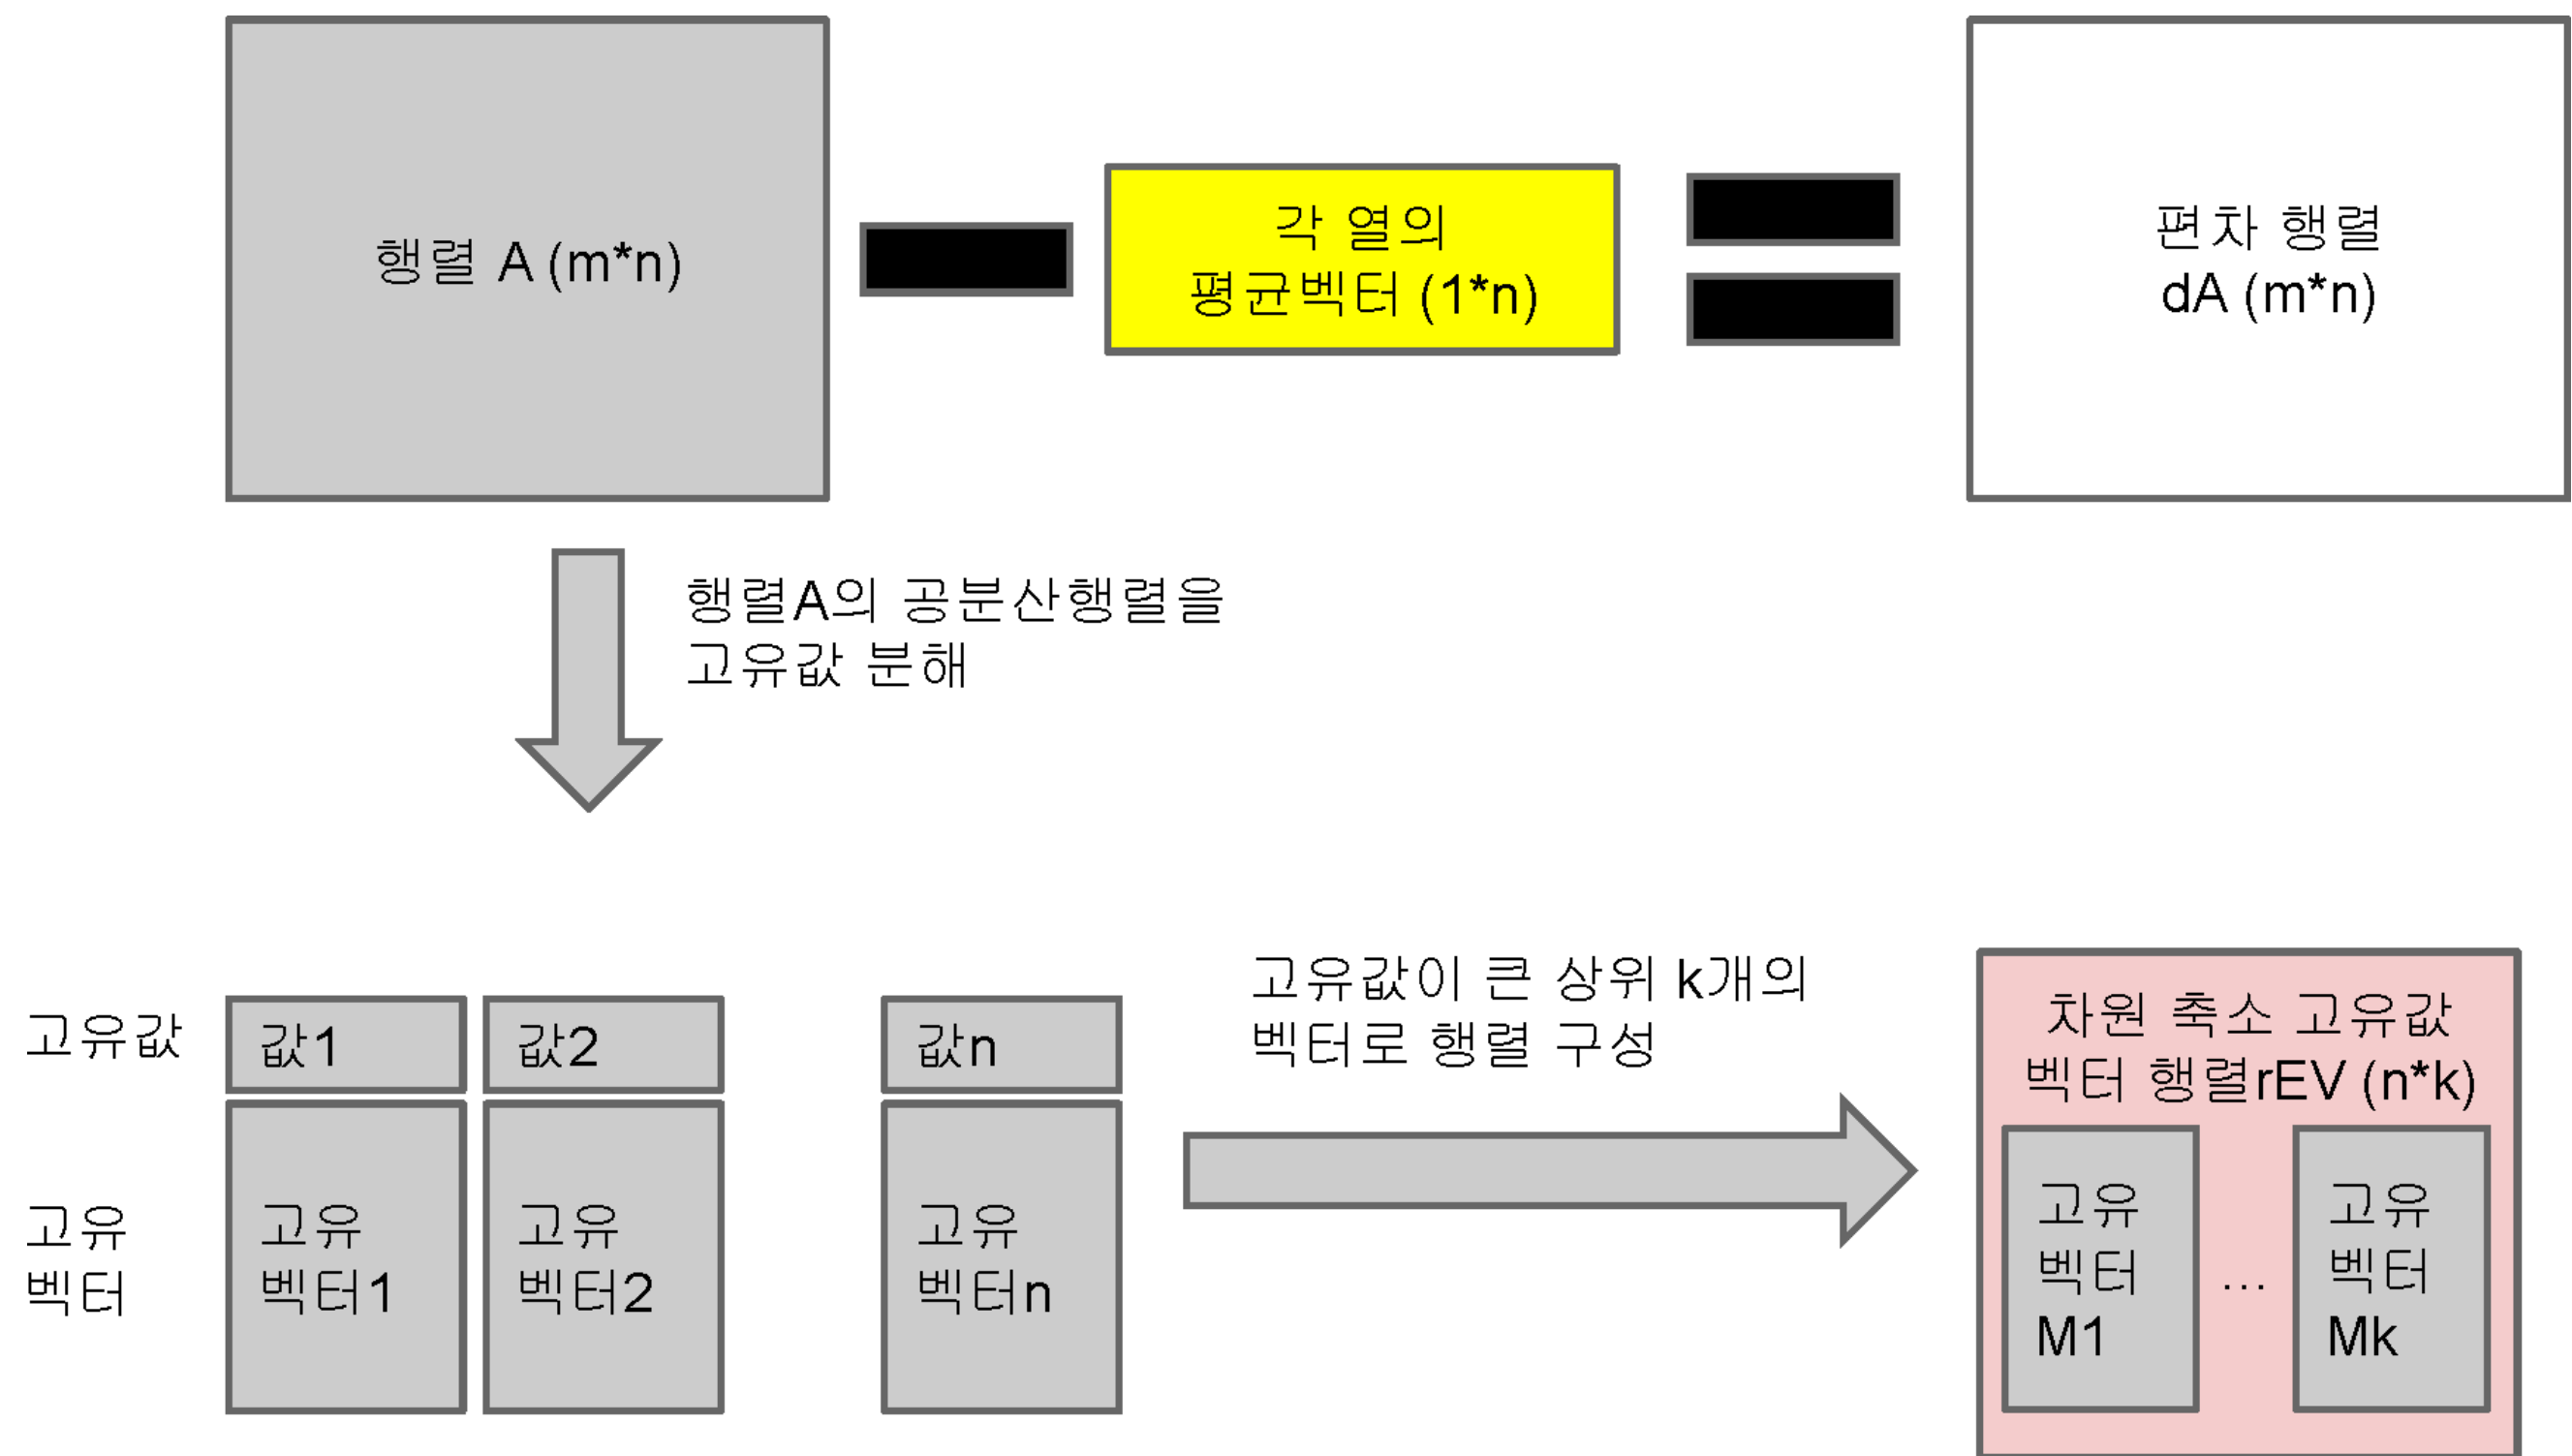 행렬 A (m*n)
각 열의
평균벡터 (1*n)
편차 행렬
dA (m*n)
행렬A의 공분산행렬을
고유값 분해
고유값
값1
값2
값n
고유
벡터
고유
벡터1
고유
벡터2
고유
벡터n
고유값이 큰 상위 k개의
벡터로 행렬 구성
차원 축소 고유값
벡터 행렬rEV (n*k)
고유
벡터
M1
...
고유
벡터
Mk